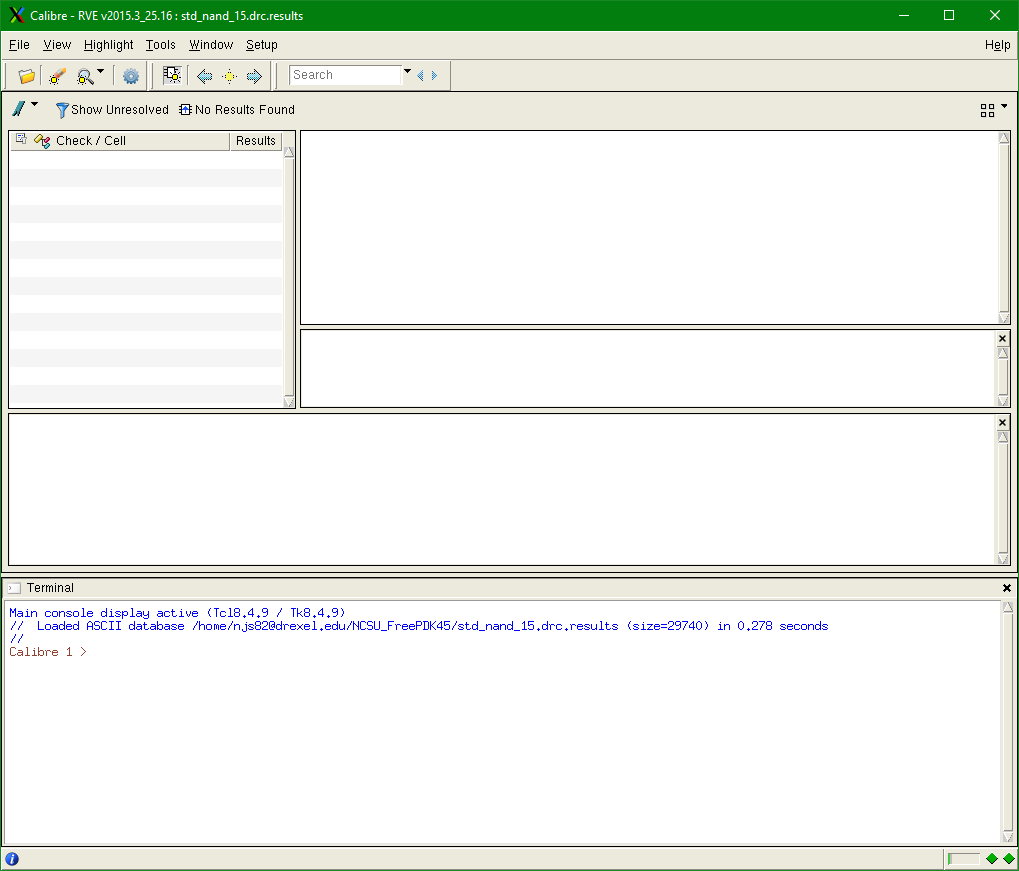 Calibre - RVE v2015.3_25.16 : std_nand_15.drc.results
File View Highlight Tools Window Setup Help
Search
Show Unresolved No Results Found
Check / Cell Results
Terminal
Main console display active (Tcl8.4.9 / Tk8.4.9)
//  Loaded ASCII database /home/njs82@drexel.edu/NCSU_FreePDK45/std_nand_15.drc.results (size=29740) in 0.278 seconds
//
Calibre 1 >